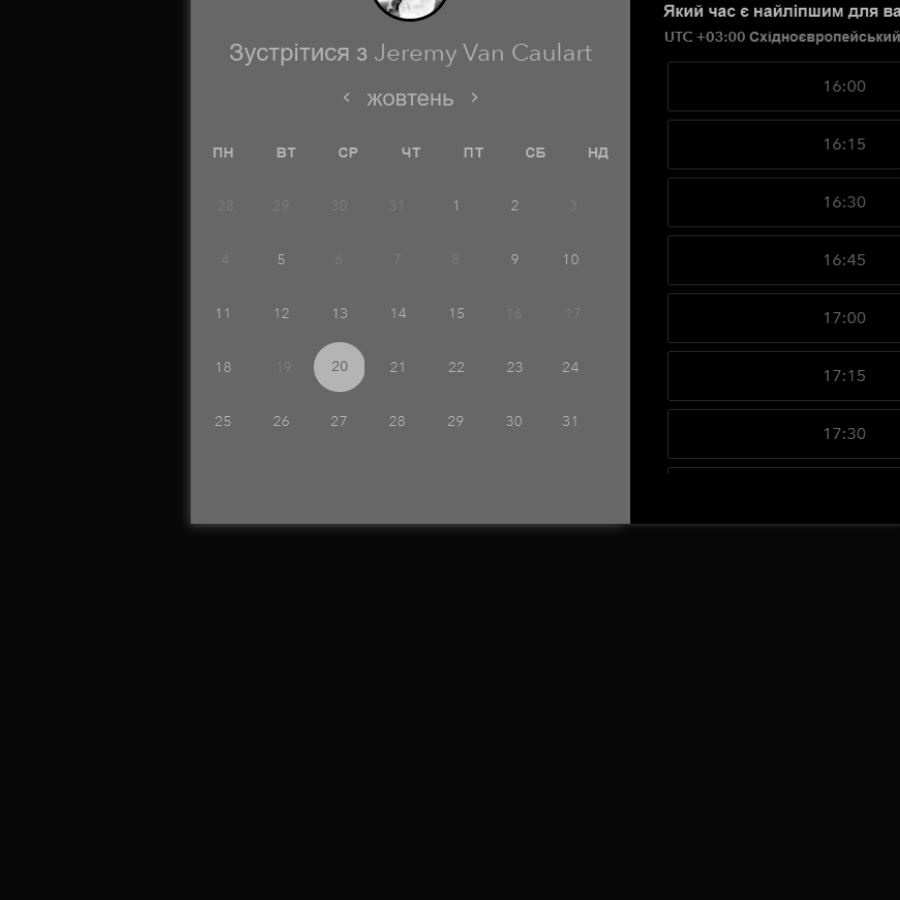 Зустрітися з Jeremy Van Caulart
‹ жовтень ›
ПН ВТ СР ЧТ ПТ СБ НД
28 29 30 31 1 2 3
4 5 6 7 8 9 10
11 12 13 14 15 16 17
18 19 20 21 22 23 24
25 26 27 28 29 30 31
Який час є найліпшим для ва
UTC +03:00 Східноєвропейський
16:00
16:15
16:30
16:45
17:00
17:15
17:30